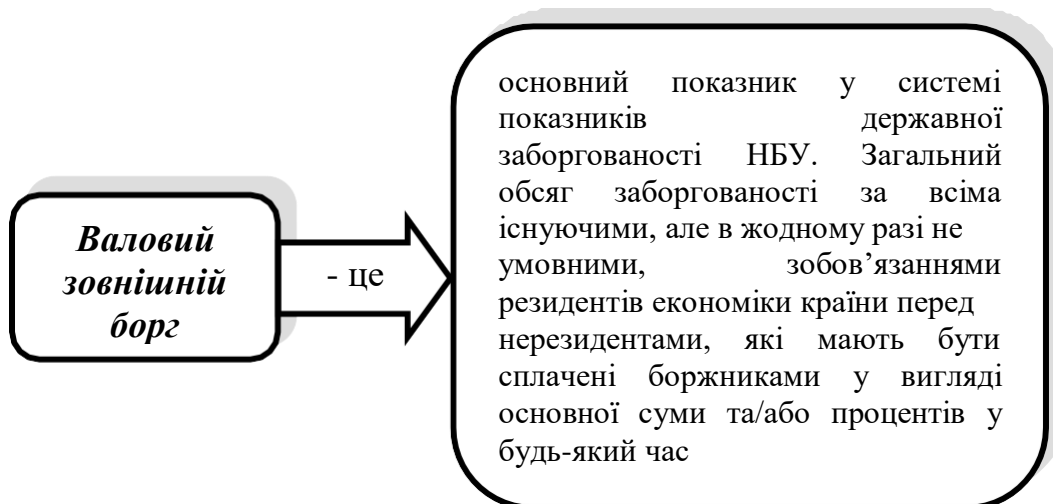 Валовий
зовнішній
борг
- це
основний показник у системі
показників державної
заборгованості НБУ. Загальний
обсяг заборгованості за всіма
існуючими, але в жодному разі не
умовними, зобов’язаннями
резидентів економіки країни перед
нерезидентами, які мають бути
сплачені боржниками у вигляді
основної суми та/або процентів у
будь-який час